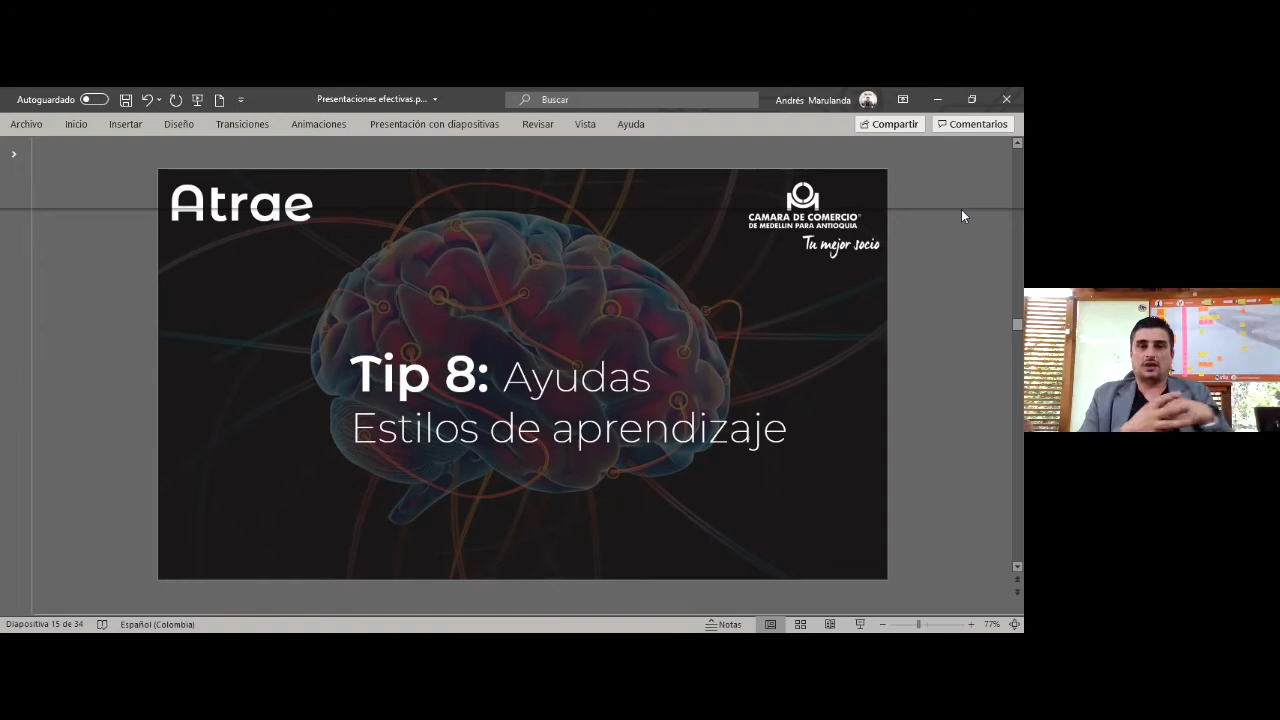 Autoguardado
Presentaciones efectivas.p...
Buscar
Andrés Marulanda
Archivo Inicio Insertar Diseño Transiciones Animaciones Presentación con diapositivas Revisar Vista Ayuda
Compartir Comentarios
Atrae
CAMARA DE COMERCIO
DE MEDELLIN PARA ANTIOQUIA
Tu mejor socio
Tip 8: Ayudas
Estilos de aprendizaje
Diapositiva 15 de 34 Español (Colombia) Notas 77%